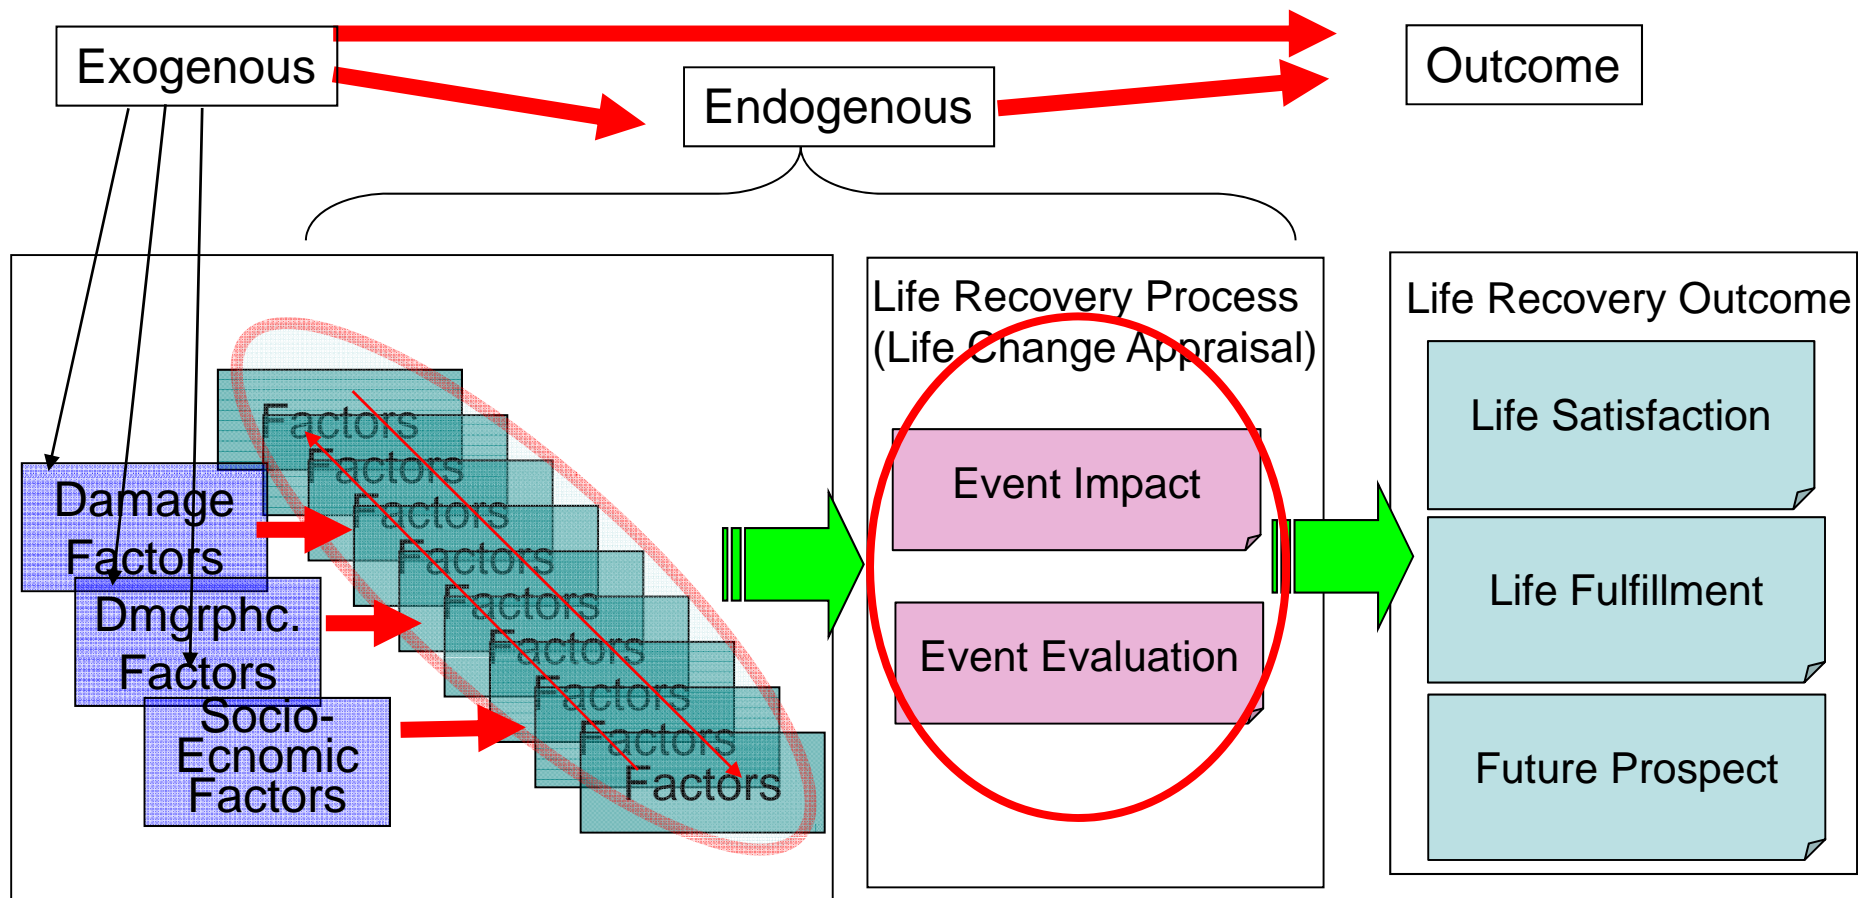 Exogenous
Endogenous
Outcome
Life Recovery Process
(Life Change Appraisal)
Life Recovery Outcome
Factors
Factors
Factors
Factors
Factors
Factors
Factors
Factors
Factors
Damage
Factors
Dmgrphc.
Factors
Socio-
Ecnomic
Factors
Event Impact
Event Evaluation
Life Satisfaction
Life Fulfillment
Future Prospect